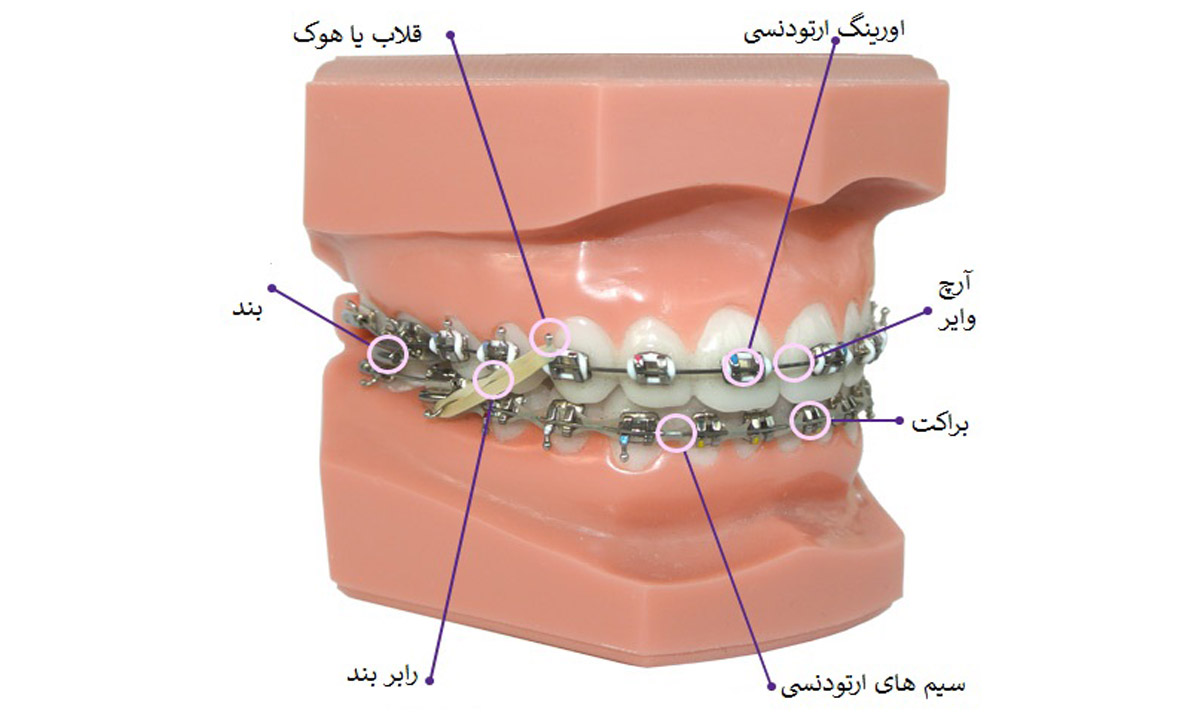 قلاب یا هوک
اورینگ ارتودنسی
آرچ
وایر
بند
براکت
رابر بند
سیم های ارتودنسی